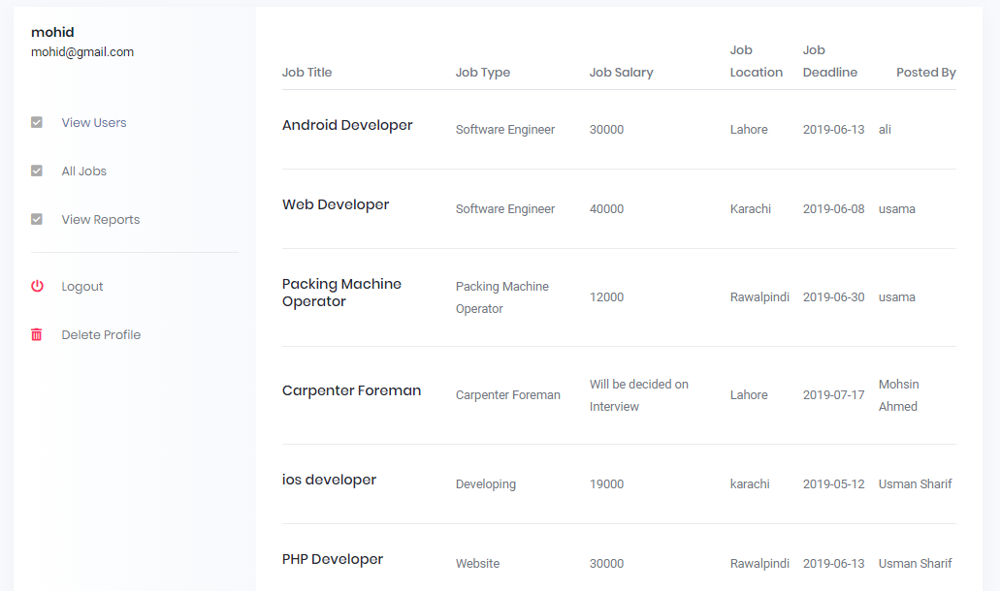 mohid
mohid@gmail.com
View Users
All Jobs
View Reports
Logout
Delete Profile
Job Title Job Type Job Salary Job Location Job Deadline Posted By
Android Developer Software Engineer 30000 Lahore 2019-06-13 ali
Web Developer Software Engineer 40000 Karachi 2019-06-08 usama
Packing Machine Operator Packing Machine Operator 12000 Rawalpindi 2019-06-30 usama
Carpenter Foreman Carpenter Foreman Will be decided on Interview Lahore 2019-07-17 Mohsin Ahmed
ios developer Developing 19000 karachi 2019-05-12 Usman Sharif
PHP Developer Website 30000 Rawalpindi 2019-06-13 Usman Sharif